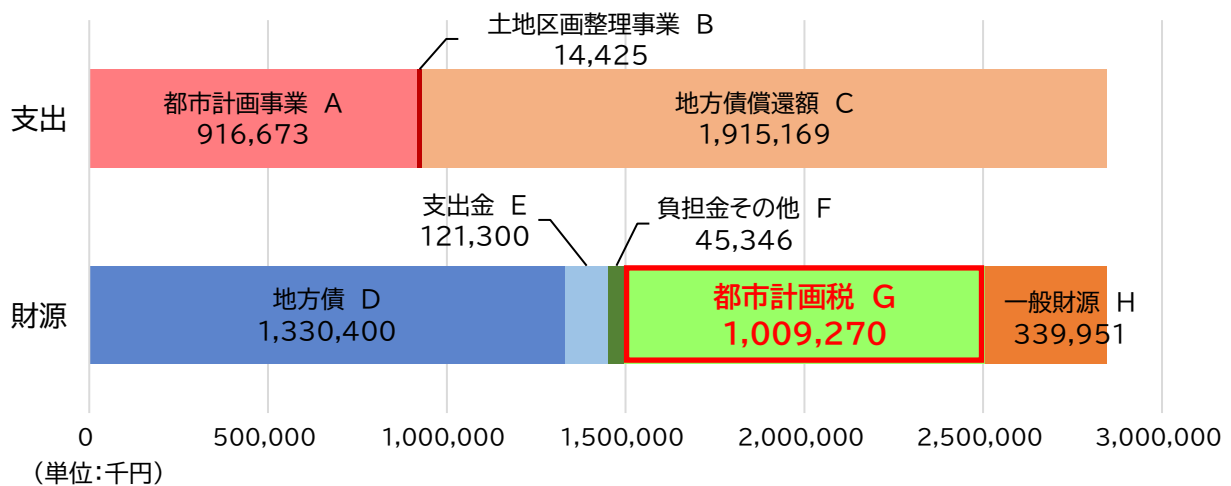 土地区画整理事業 B
14,425
支出
都市計画事業 A
916,673
地方債償還額 C
1,915,169
支出金 E
121,300
負担金その他 F
45,346
財源
地方債 D
1,330,400
都市計画税 G
1,009,270
一般財源 H
339,951
0
500,000
1,000,000
1,500,000
2,000,000
2,500,000
3,000,000
（単位：千円）